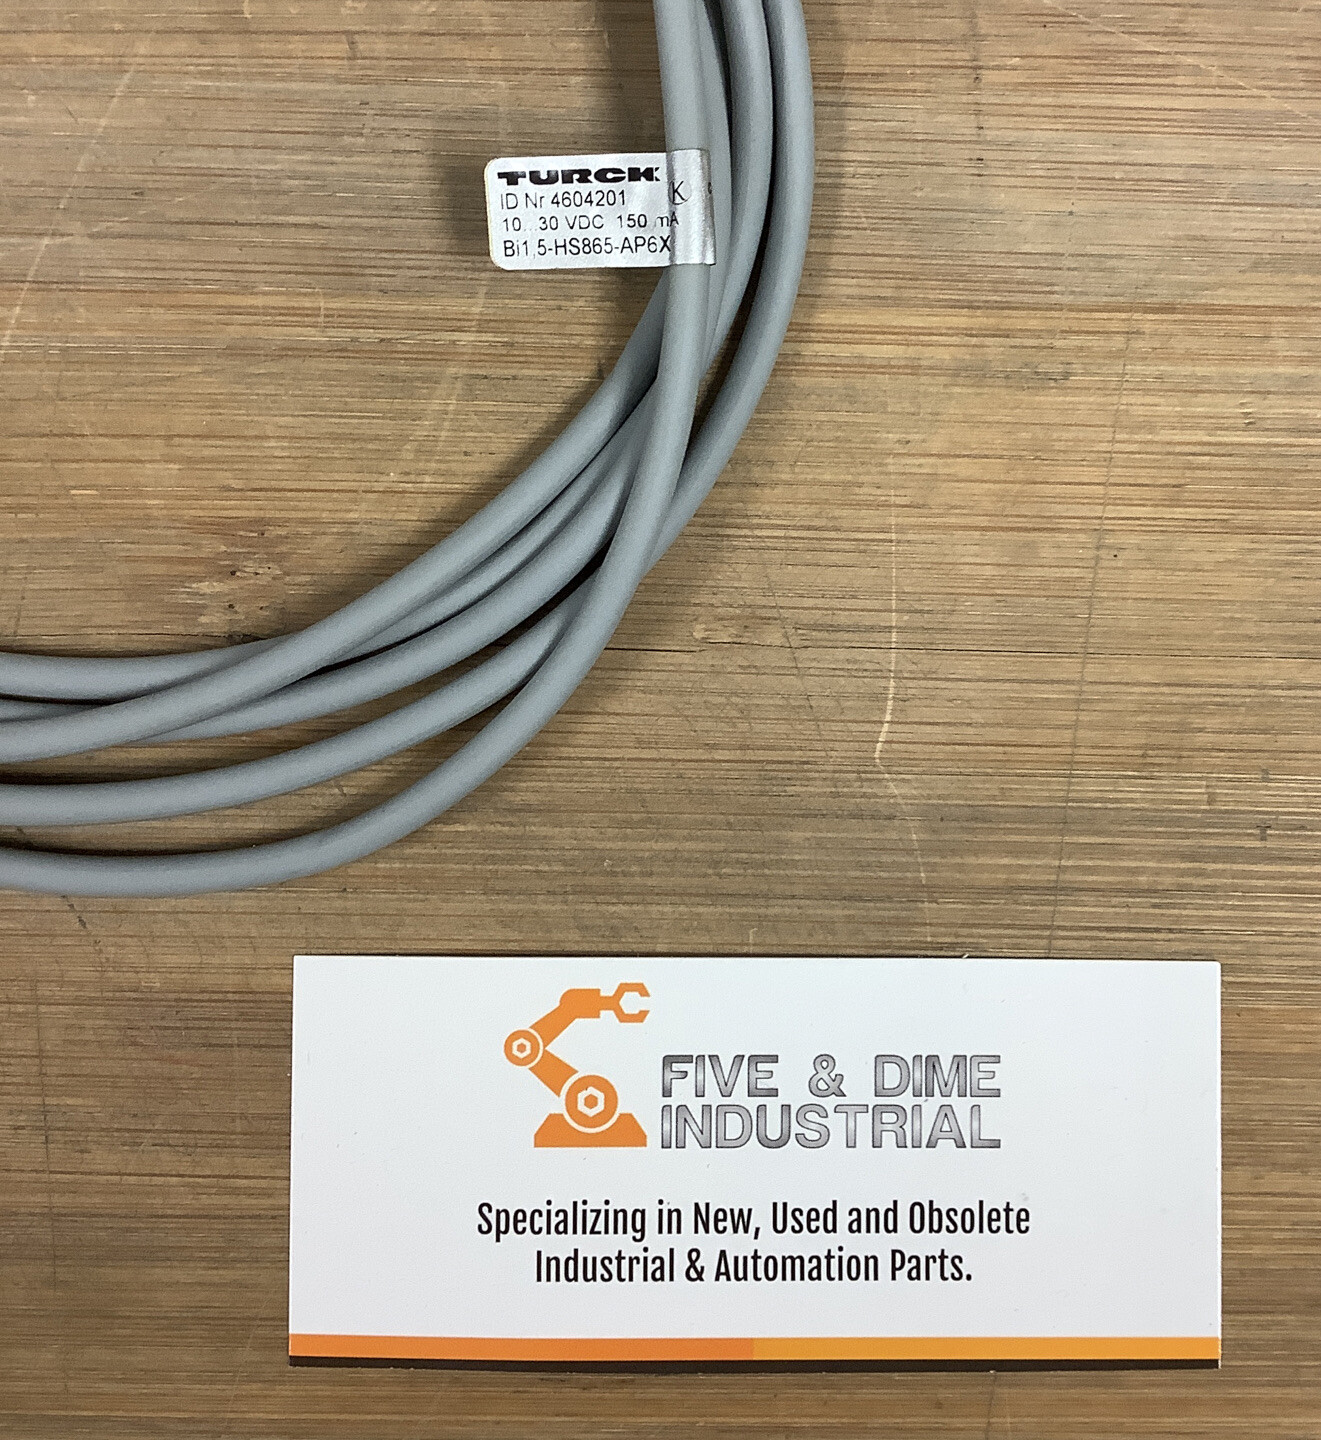 TURCK
ID Nr 4604201 K
10...30 VDC 150 mA
Bi1,5-HS865-AP6X
FIVE & DIME
INDUSTRIAL
Specializing in New, Used and Obsolete
Industrial & Automation Parts.